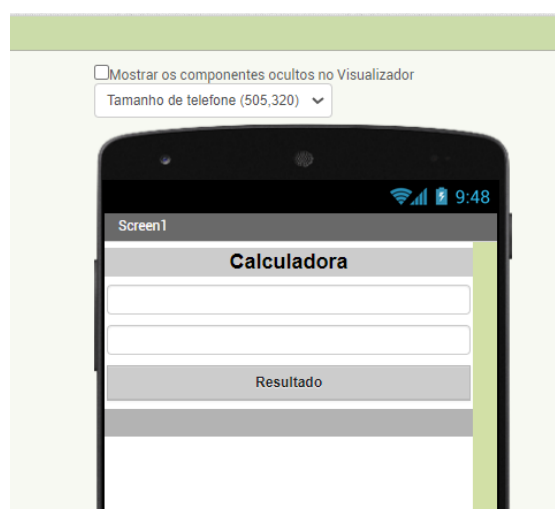 Mostrar os componentes ocultos no Visualizador
Tamanho de telefone (505,320)
9:48
Screen1
Calculadora
Resultado